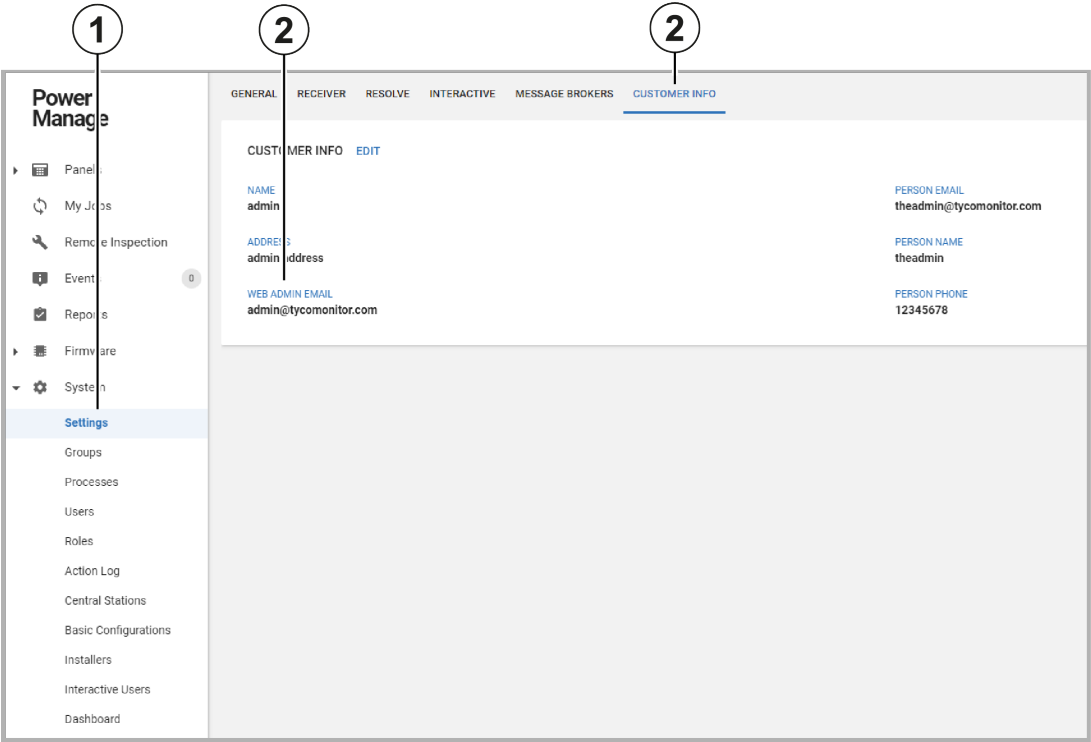 1
2
2
Power
Manage
GENERAL RECEIVER RESOLVE INTERACTIVE MESSAGE BROKERS CUSTOMER INFO
CUSTOMER INFO EDIT
NAME
admin
ADDRESS
admin address
WEB ADMIN EMAIL
admin@tycomonitor.com
PERSON EMAIL
theadmin@tycomonitor.com
PERSON NAME
theadmin
PERSON PHONE
12345678
Panels
My Jobs
Remote Inspection
Events 0
Reports
Firmware
System
Settings
Groups
Processes
Users
Roles
Action Log
Central Stations
Basic Configurations
Installers
Interactive Users
Dashboard